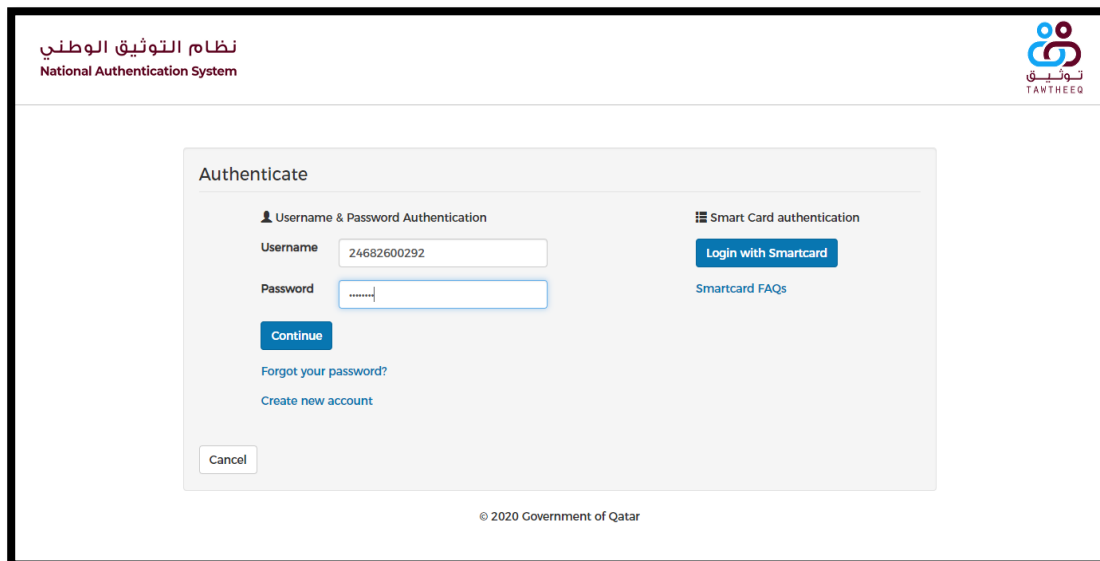 نظام التوثيق الوطني
National Authentication System
توثيق
TAWTHEEQ
Authenticate
Username & Password Authentication
Username
24682600292
Password
........
Continue
Forgot your password?
Create new account
Smart Card authentication
Login with Smartcard
Smartcard FAQs
Cancel
© 2020 Government of Qatar